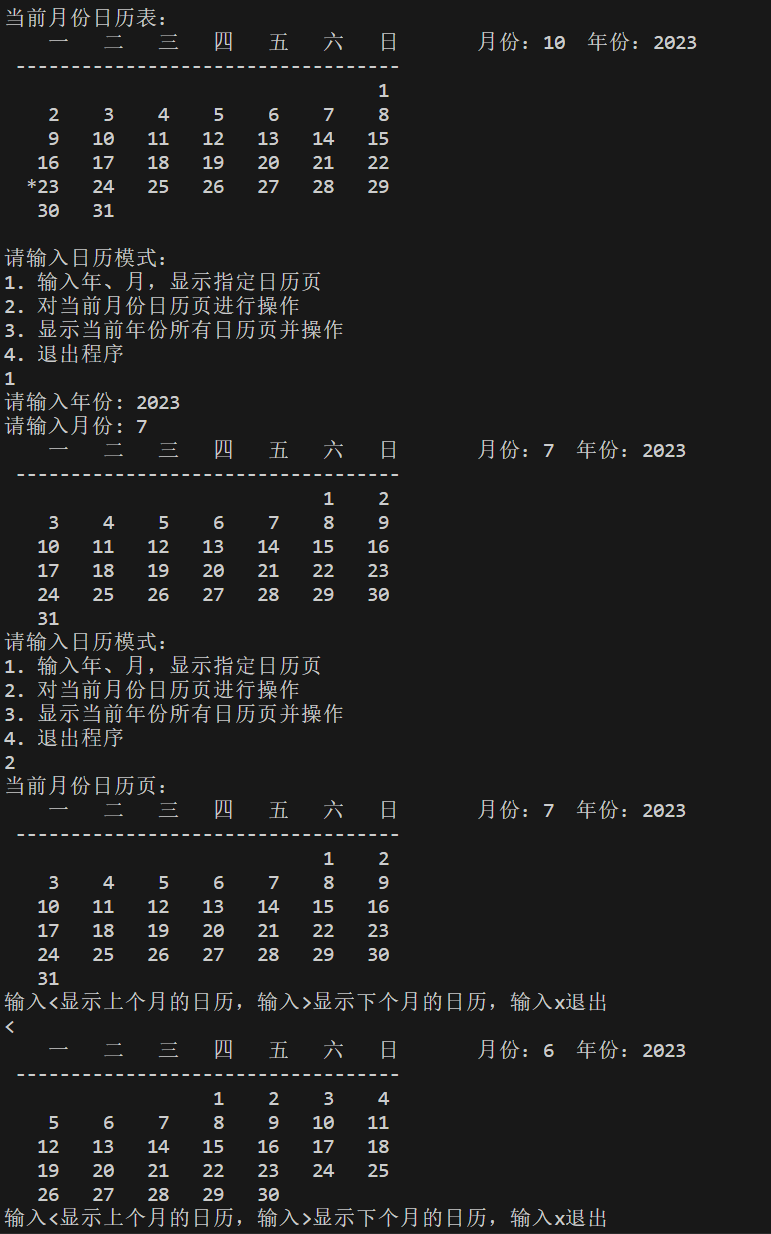 当前月份日历表：
    一   二   三   四   五   六   日       月份：10  年份：2023
 -----------------------------------
                                  1
    2    3    4    5    6    7    8
    9   10   11   12   13   14   15
   16   17   18   19   20   21   22
  *23   24   25   26   27   28   29
   30   31

请输入日历模式：
1. 输入年、月，显示指定日历页
2. 对当前月份日历页进行操作
3. 显示当前年份所有日历页并操作
4. 退出程序
1
请输入年份: 2023
请输入月份: 7
    一   二   三   四   五   六   日       月份：7  年份：2023
 -----------------------------------
                             1    2
    3    4    5    6    7    8    9
   10   11   12   13   14   15   16
   17   18   19   20   21   22   23
   24   25   26   27   28   29   30
   31
请输入日历模式：
1. 输入年、月，显示指定日历页
2. 对当前月份日历页进行操作
3. 显示当前年份所有日历页并操作
4. 退出程序
2
当前月份日历页：
    一   二   三   四   五   六   日       月份：7  年份：2023
 -----------------------------------
                             1    2
    3    4    5    6    7    8    9
   10   11   12   13   14   15   16
   17   18   19   20   21   22   23
   24   25   26   27   28   29   30
   31
输入<显示上个月的日历，输入>显示下个月的日历，输入x退出
<
    一   二   三   四   五   六   日       月份：6  年份：2023
 -----------------------------------
                   1    2    3    4
    5    6    7    8    9   10   11
   12   13   14   15   16   17   18
   19   20   21   22   23   24   25
   26   27   28   29   30
输入<显示上个月的日历，输入>显示下个月的日历，输入x退出